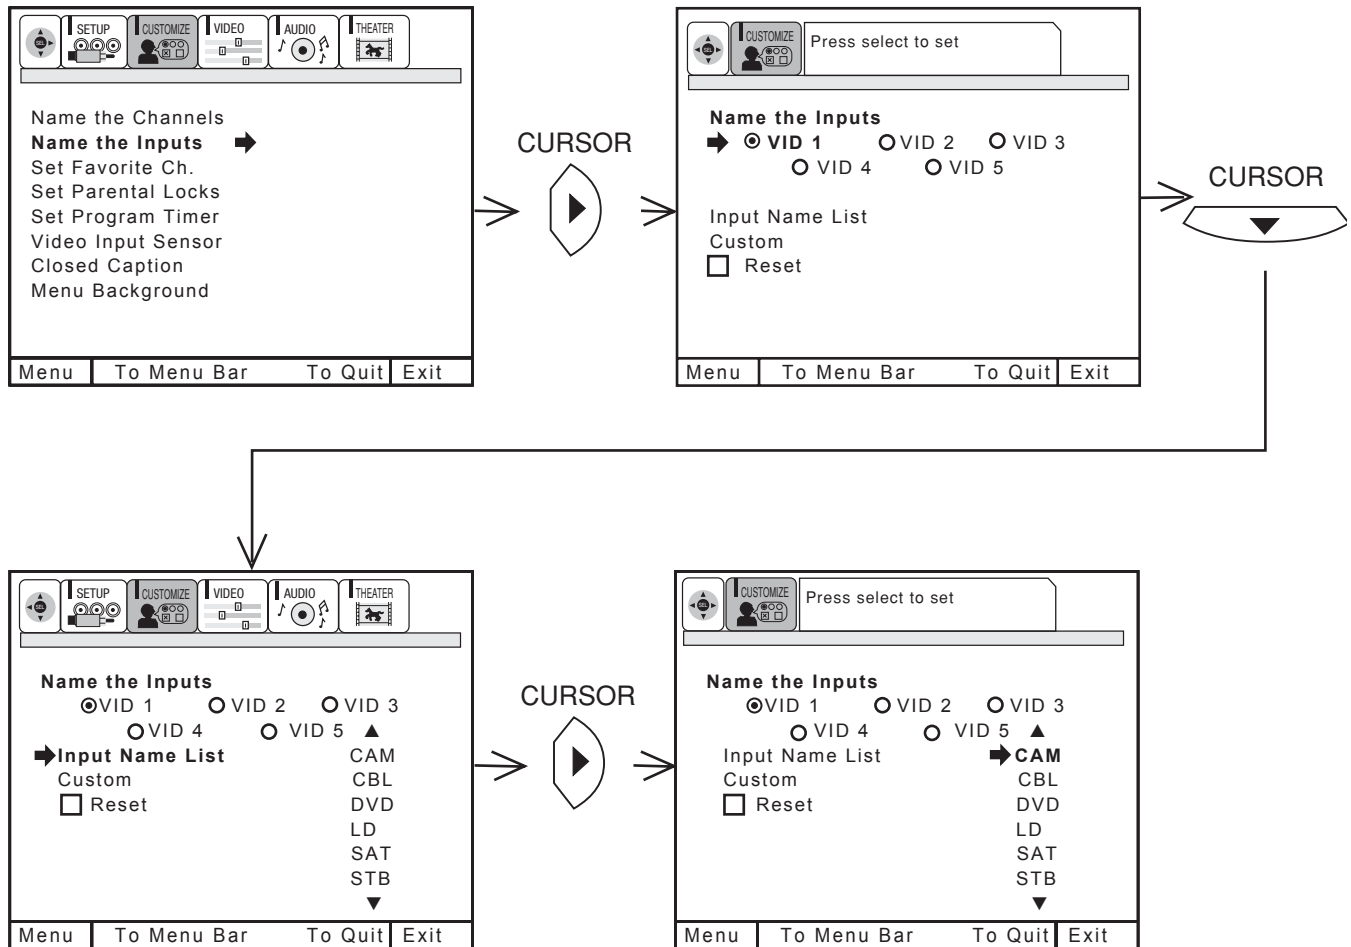 SETUP CUSTOMIZE VIDEO AUDIO THEATER
SEL
Name the Channels
Name the Inputs
Set Favorite Ch.
Set Parental Locks
Set Program Timer
Video Input Sensor
Closed Caption
Menu Background
Menu To Menu Bar To Quit Exit
CURSOR
CUSTOMIZE Press select to set
SEL
Name the Inputs
VID 1 VID 2 VID 3
VID 4 VID 5
Input Name List
Custom
Reset
Menu To Menu Bar To Quit Exit
CURSOR
SETUP CUSTOMIZE VIDEO AUDIO THEATER
SEL
Name the Inputs
VID 1 VID 2 VID 3
VID 4 VID 5
Input Name List CAM
Custom CBL
Reset DVD
LD
SAT
STB
Menu To Menu Bar To Quit Exit
CURSOR
CUSTOMIZE Press select to set
SEL
Name the Inputs
VID 1 VID 2 VID 3
VID 4 VID 5
Input Name List CAM
Custom CBL
Reset DVD
LD
SAT
STB
Menu To Menu Bar To Quit Exit